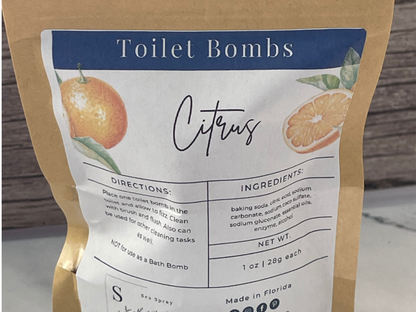 Toilet Bombs
Citrus
DIRECTIONS:
Place one toilet bomb in the
toilet and allow to fizz Clean
with brush and flush Also can
be used for other cleaning tasks
as well.
NOT for use as a Bath Bomb
INGREDIENTS:
baking soda, citric acid, sodium
carbonate, sodium coco sulfate,
sodium gluconate, essential oils,
enzyme, alcohol
NET WT.
1 oz | 28g each
S
Sea Spray
Made in Florida